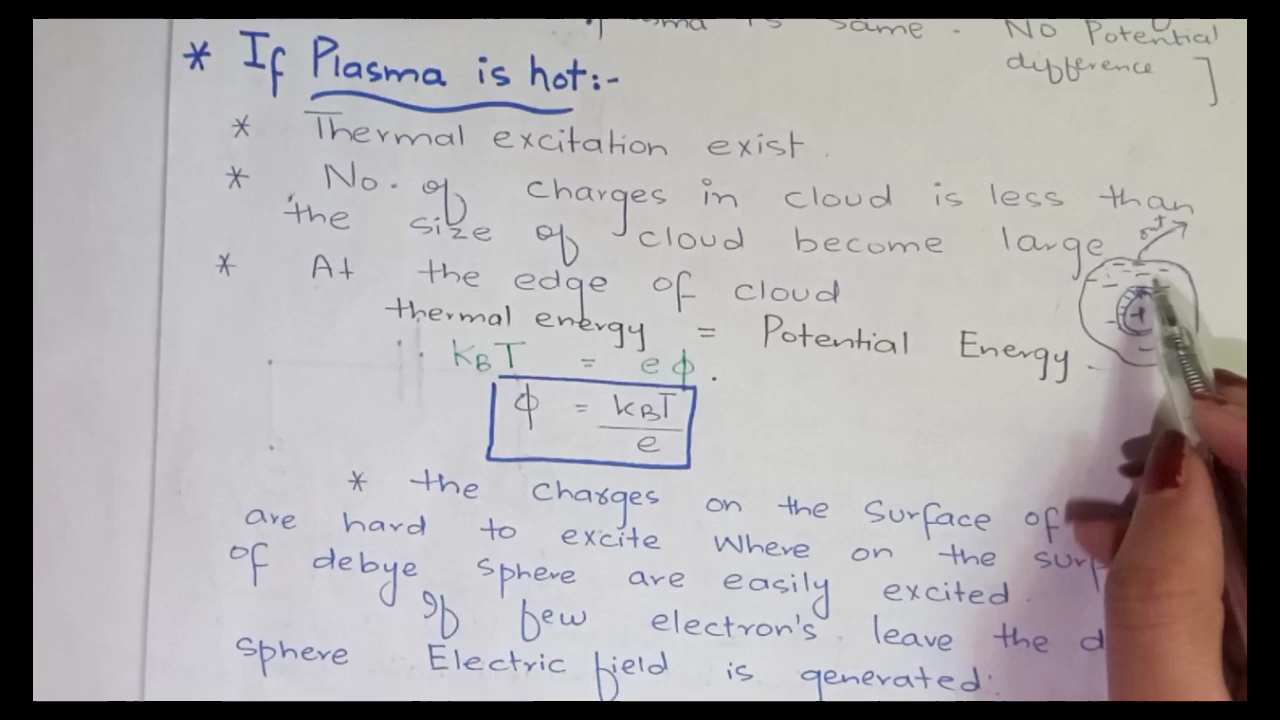 is same - No Potential
difference ]
* If Plasma is hot:-
* Thermal excitation exist.
* No. of charges in cloud is less than
the size of cloud become large
out
* At the edge of cloud
thermal energy = Potential Energy.
KBT = eϕ.
ϕ = kBT
e
* the charges on the Surface of
are hard to excite where on the
of debye sphere are easily excited.
If few electron's leave the
sphere Electric field is generated.